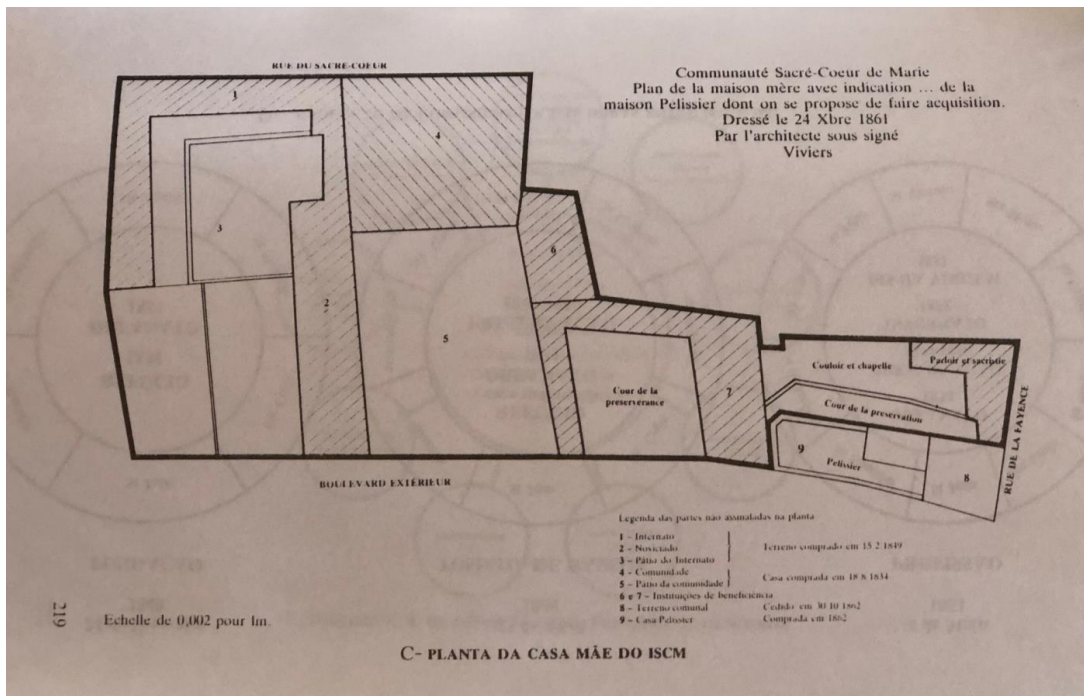 RUE DU SACRÉ-COEUR
Communauté Sacré-Coeur de Marie
Plan de la maison mère avec indication ... de la
maison Pelissier dont on se propose de faire acquisition.
Dressé le 24 Xbre 1861
Par l'architecte sous signé
Viviers
1
4
3
6
2
5
Cour de la
preserverance
7
Couloir et chapelle
Parloir et sacristie
Cour de la preservation
9
Pelissier
8
RUE DE LA FAYENCE
BOULEVARD EXTÉRIEUR
Legenda das partes não assinaladas na planta
1 - Internato
2 - Noviciado
3 - Pátio do Internato
Terreno comprado em 15 2 1849
4 - Comunidade
5 - Pátio da comunidade
Casa comprada em 18 8 1834
6 e 7 - Instituições de beneficiência
8 - Terreno comunal Cedido em 30 10 1862
9 - Casa Pelissier Comprada em 1862
219
Echelle de 0,002 pour 1m.
C- PLANTA DA CASA MÃE DO ISCM